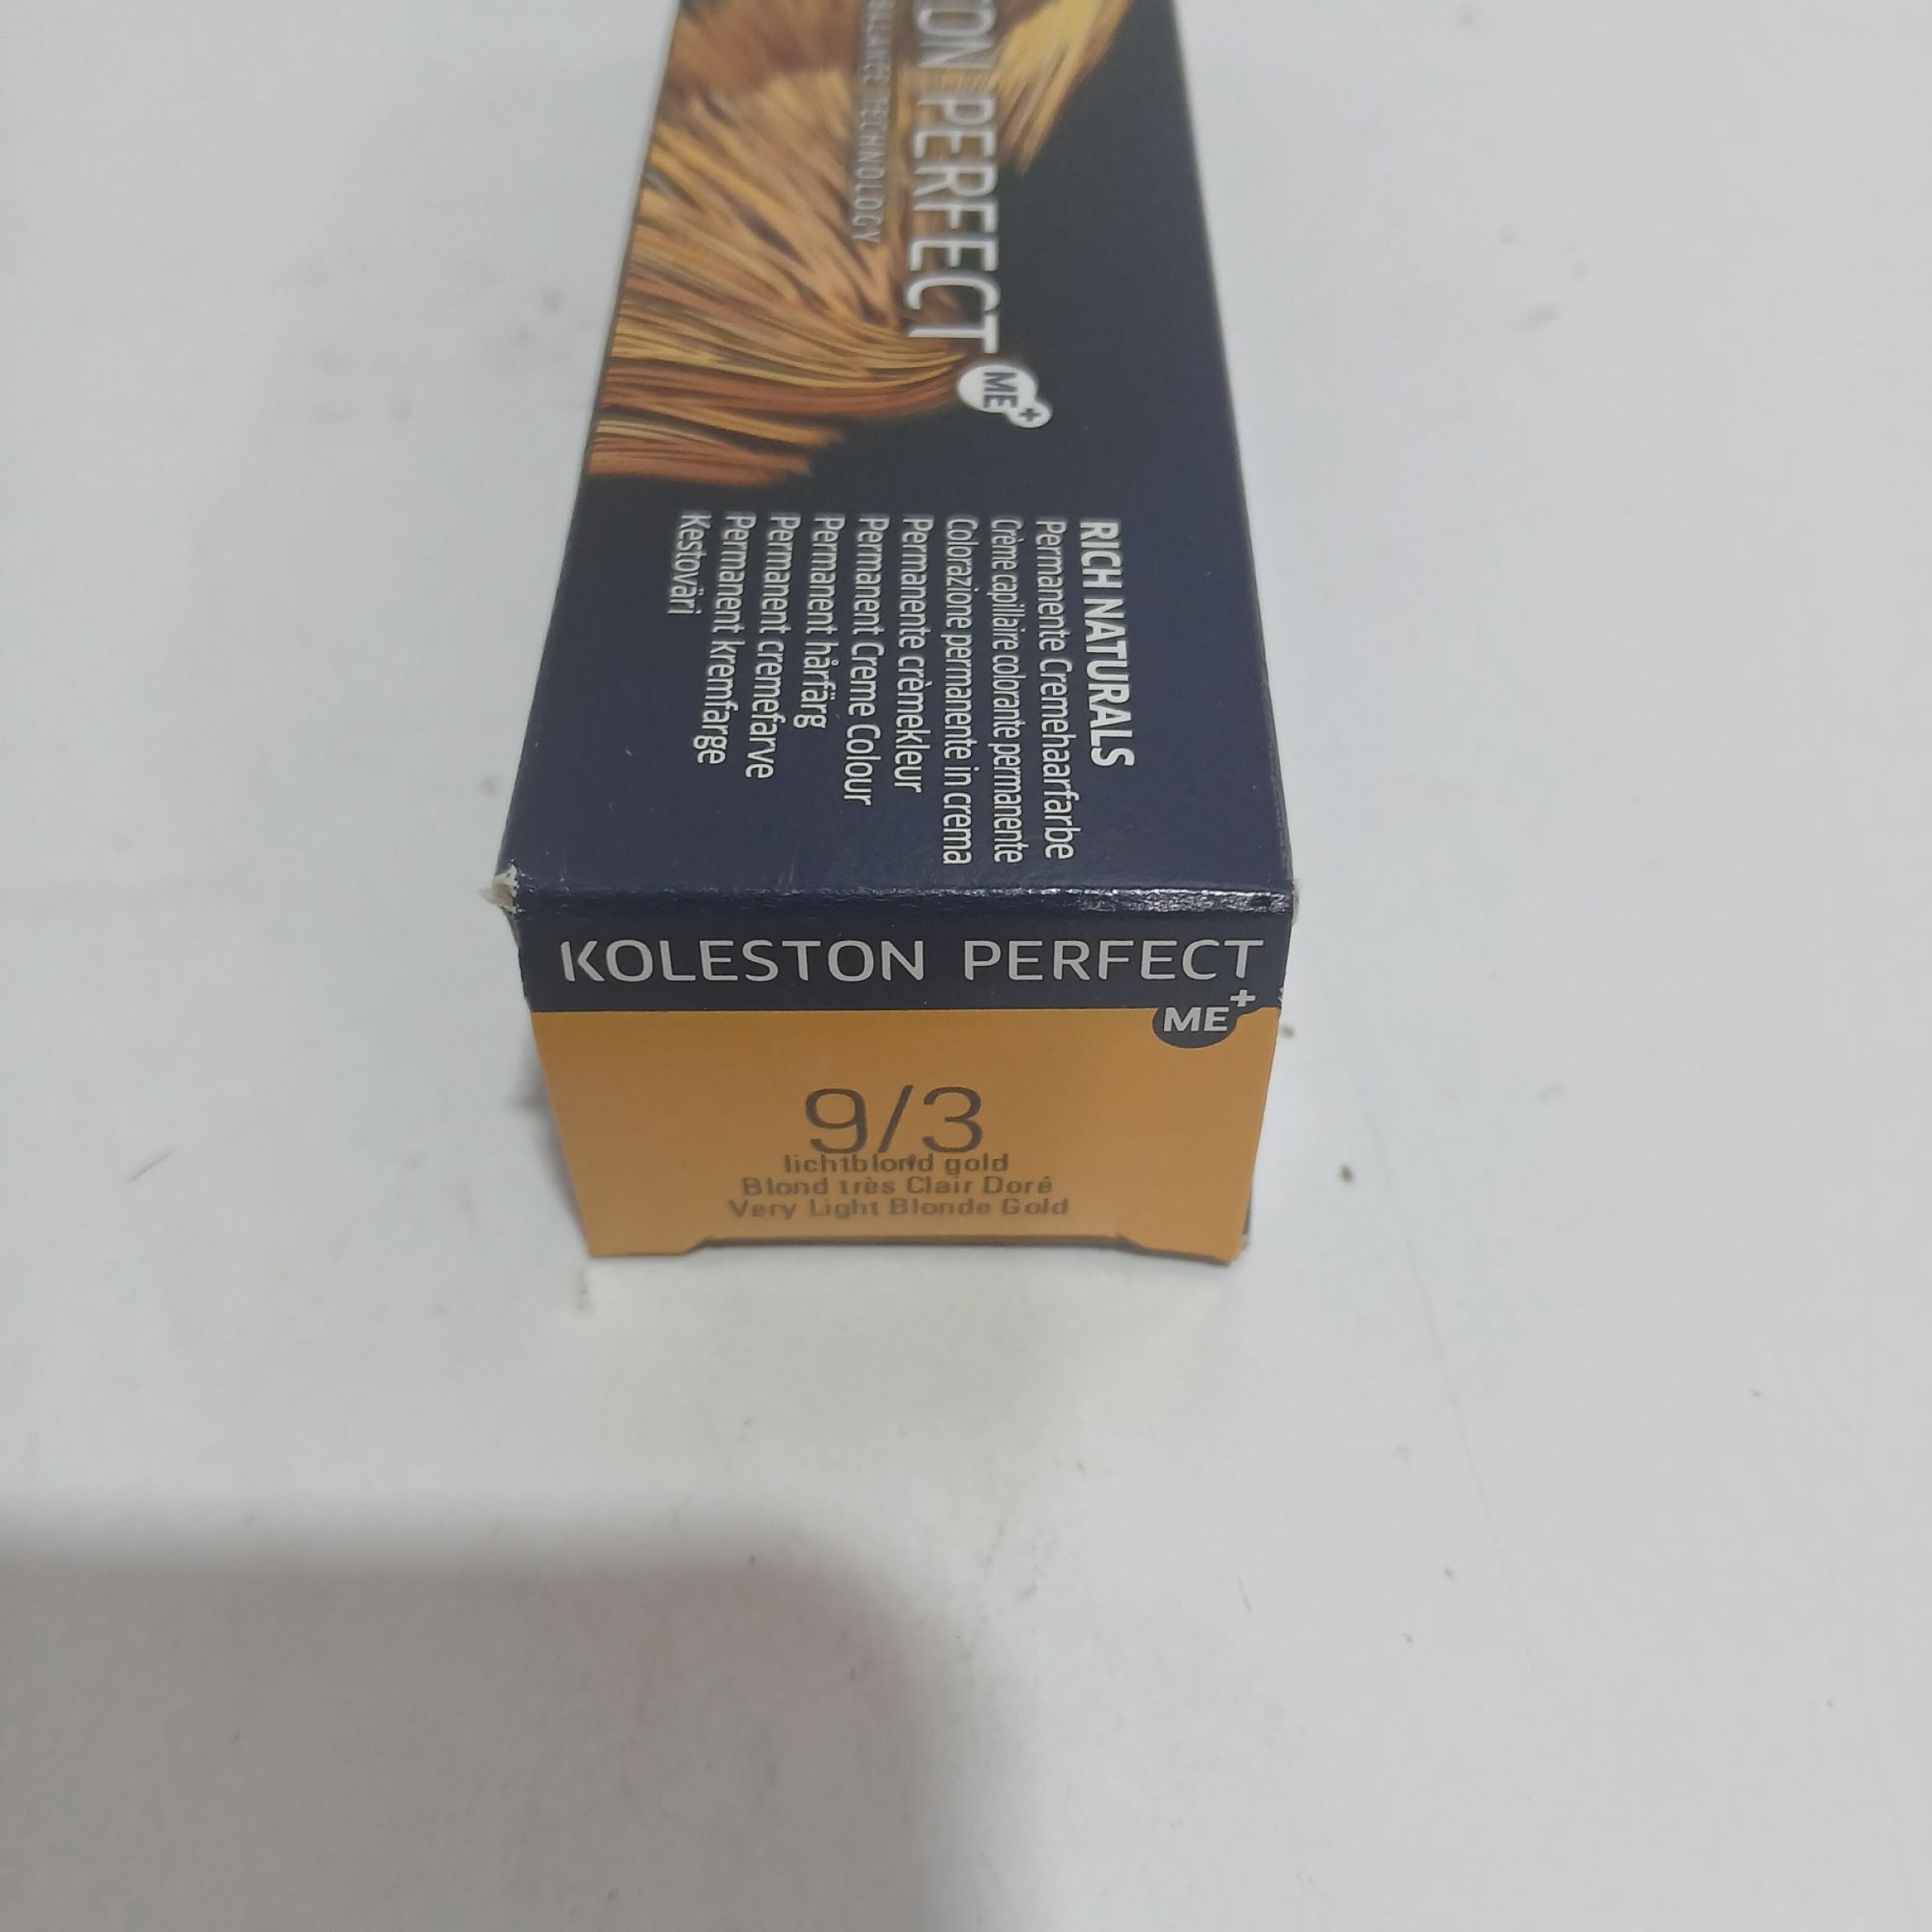 PERFECT ME+
TECHNOLOGY
RICH NATURALS
Permanente Cremehaarfarbe
Crème capillaire colorante permanente
Colorazione permanente in crema
Permanente crèmekleur
Permanent Creme Colour
Permanent hårfärg
Permanent cremefarve
Permanent kremfarge
Kestoväri
KOLESTON PERFECT
ME+
9/3
lichtblond gold
Blond très Clair Doré
Very Light Blonde Gold